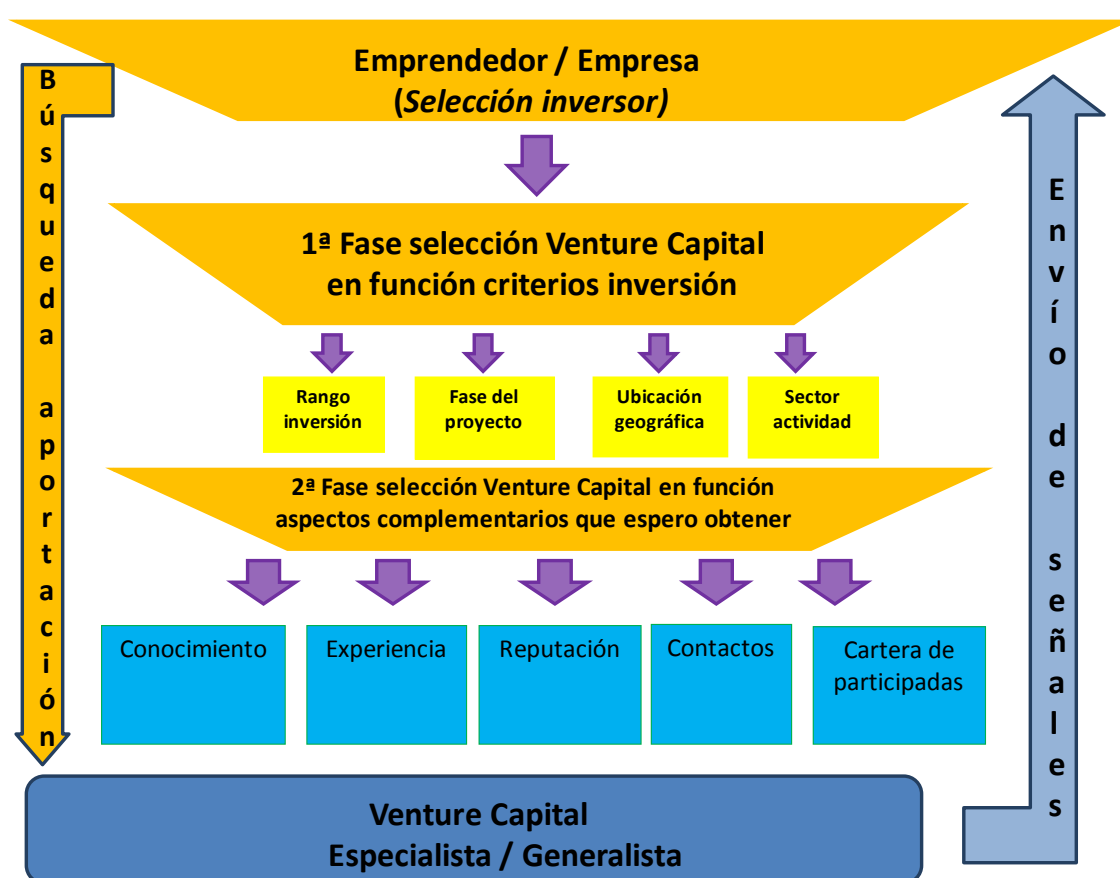 Emprendedor / Empresa
(Selección inversor)
Búsqueda aportación
Envío de señales
1ª Fase selección Venture Capital
en función criterios inversión
Rango
inversión
Fase del
proyecto
Ubicación
geográfica
Sector
actividad
2ª Fase selección Venture Capital en función
aspectos complementarios que espero obtener
Conocimiento
Experiencia
Reputación
Contactos
Cartera de
participadas
Venture Capital
Especialista / Generalista